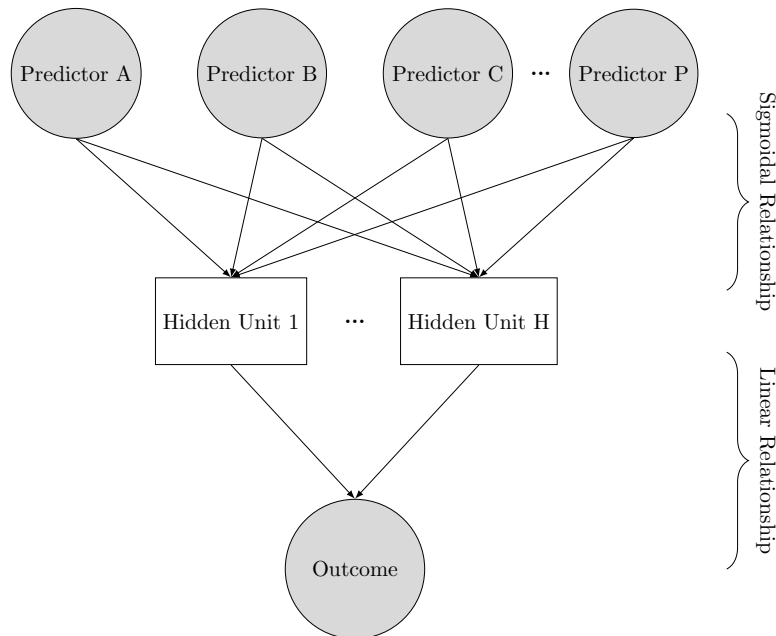 Predictor A
Predictor B
Predictor C
...
Predictor P
Sigmoidal Relationship
Hidden Unit 1
...
Hidden Unit H
Linear Relationship
Outcome